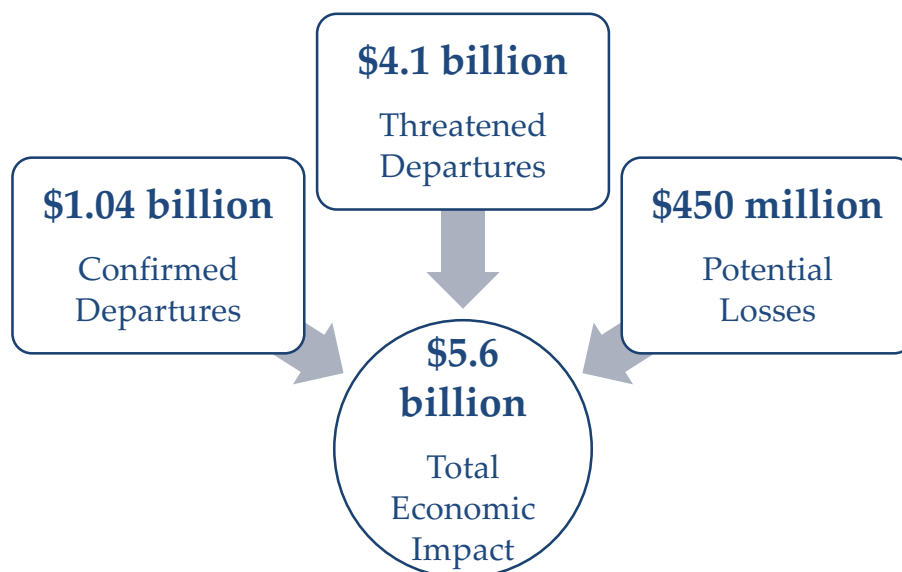 $4.1 billion
Threatened
Departures
$1.04 billion
Confirmed
Departures
$450 million
Potential
Losses
$5.6
billion
Total
Economic
Impact